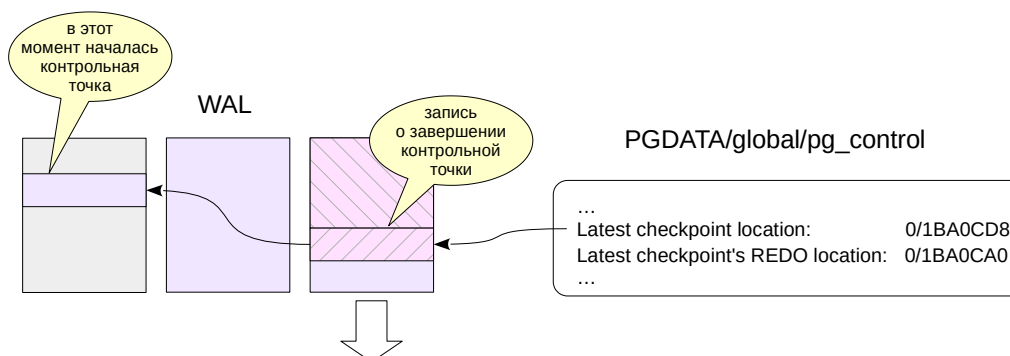 в этот
момент началась
контрольная
точка
WAL
запись
о завершении
контрольной
точки
PGDATA/global/pg_control
…
Latest checkpoint location: 0/1BA0CD8
Latest checkpoint's REDO location: 0/1BA0CA0
…